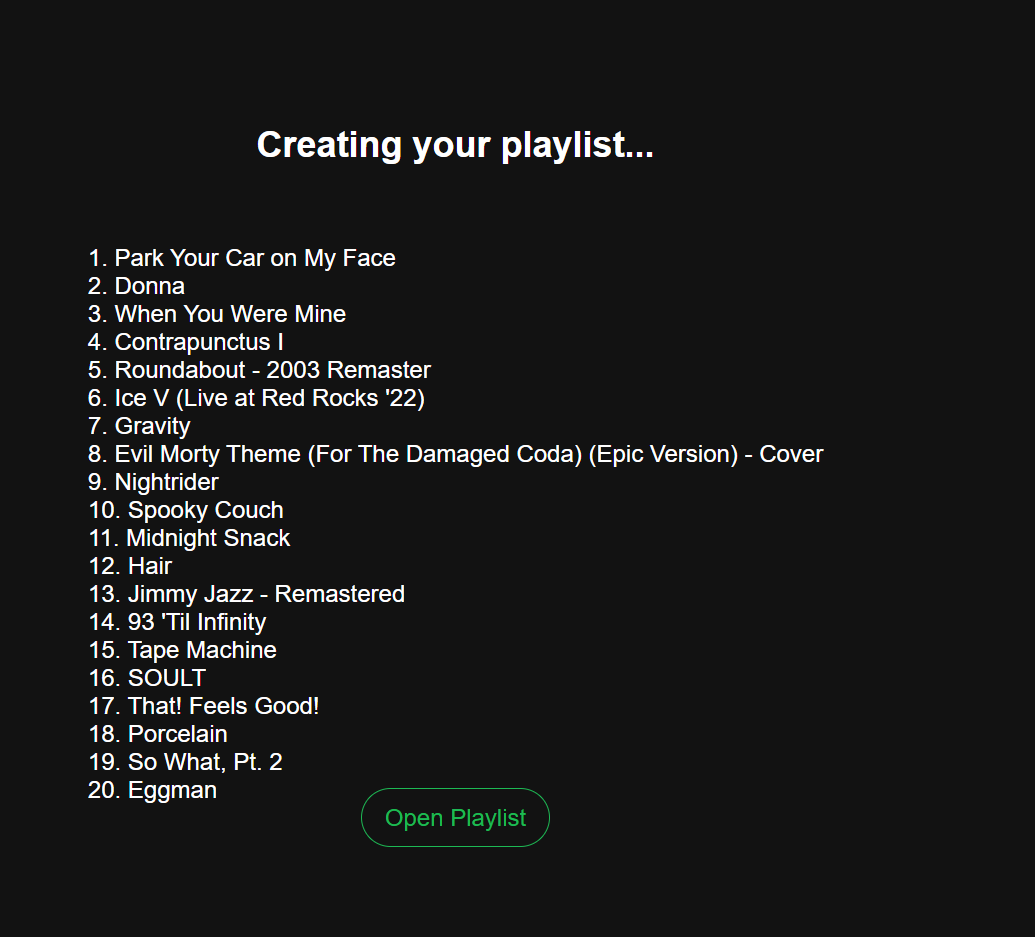 Creating your playlist...
1. Park Your Car on My Face
2. Donna
3. When You Were Mine
4. Contrapunctus I
5. Roundabout - 2003 Remaster
6. Ice V (Live at Red Rocks '22)
7. Gravity
8. Evil Morty Theme (For The Damaged Coda) (Epic Version) - Cover
9. Nightrider
10. Spooky Couch
11. Midnight Snack
12. Hair
13. Jimmy Jazz - Remastered
14. 93 'Til Infinity
15. Tape Machine
16. SOULT
17. That! Feels Good!
18. Porcelain
19. So What, Pt. 2
20. Eggman
Open Playlist